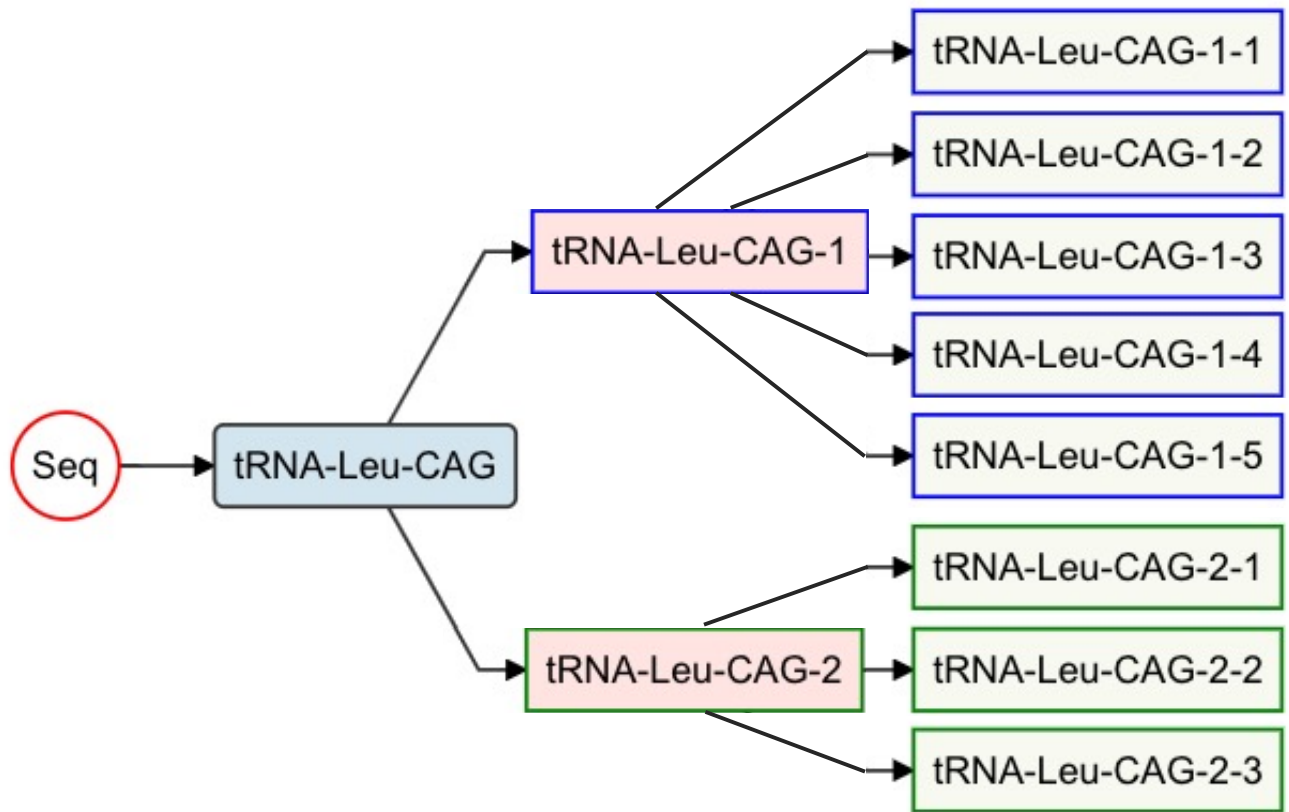 Seq
tRNA-Leu-CAG
tRNA-Leu-CAG-1
tRNA-Leu-CAG-1-1
tRNA-Leu-CAG-1-2
tRNA-Leu-CAG-1-3
tRNA-Leu-CAG-1-4
tRNA-Leu-CAG-1-5
tRNA-Leu-CAG-2
tRNA-Leu-CAG-2-1
tRNA-Leu-CAG-2-2
tRNA-Leu-CAG-2-3